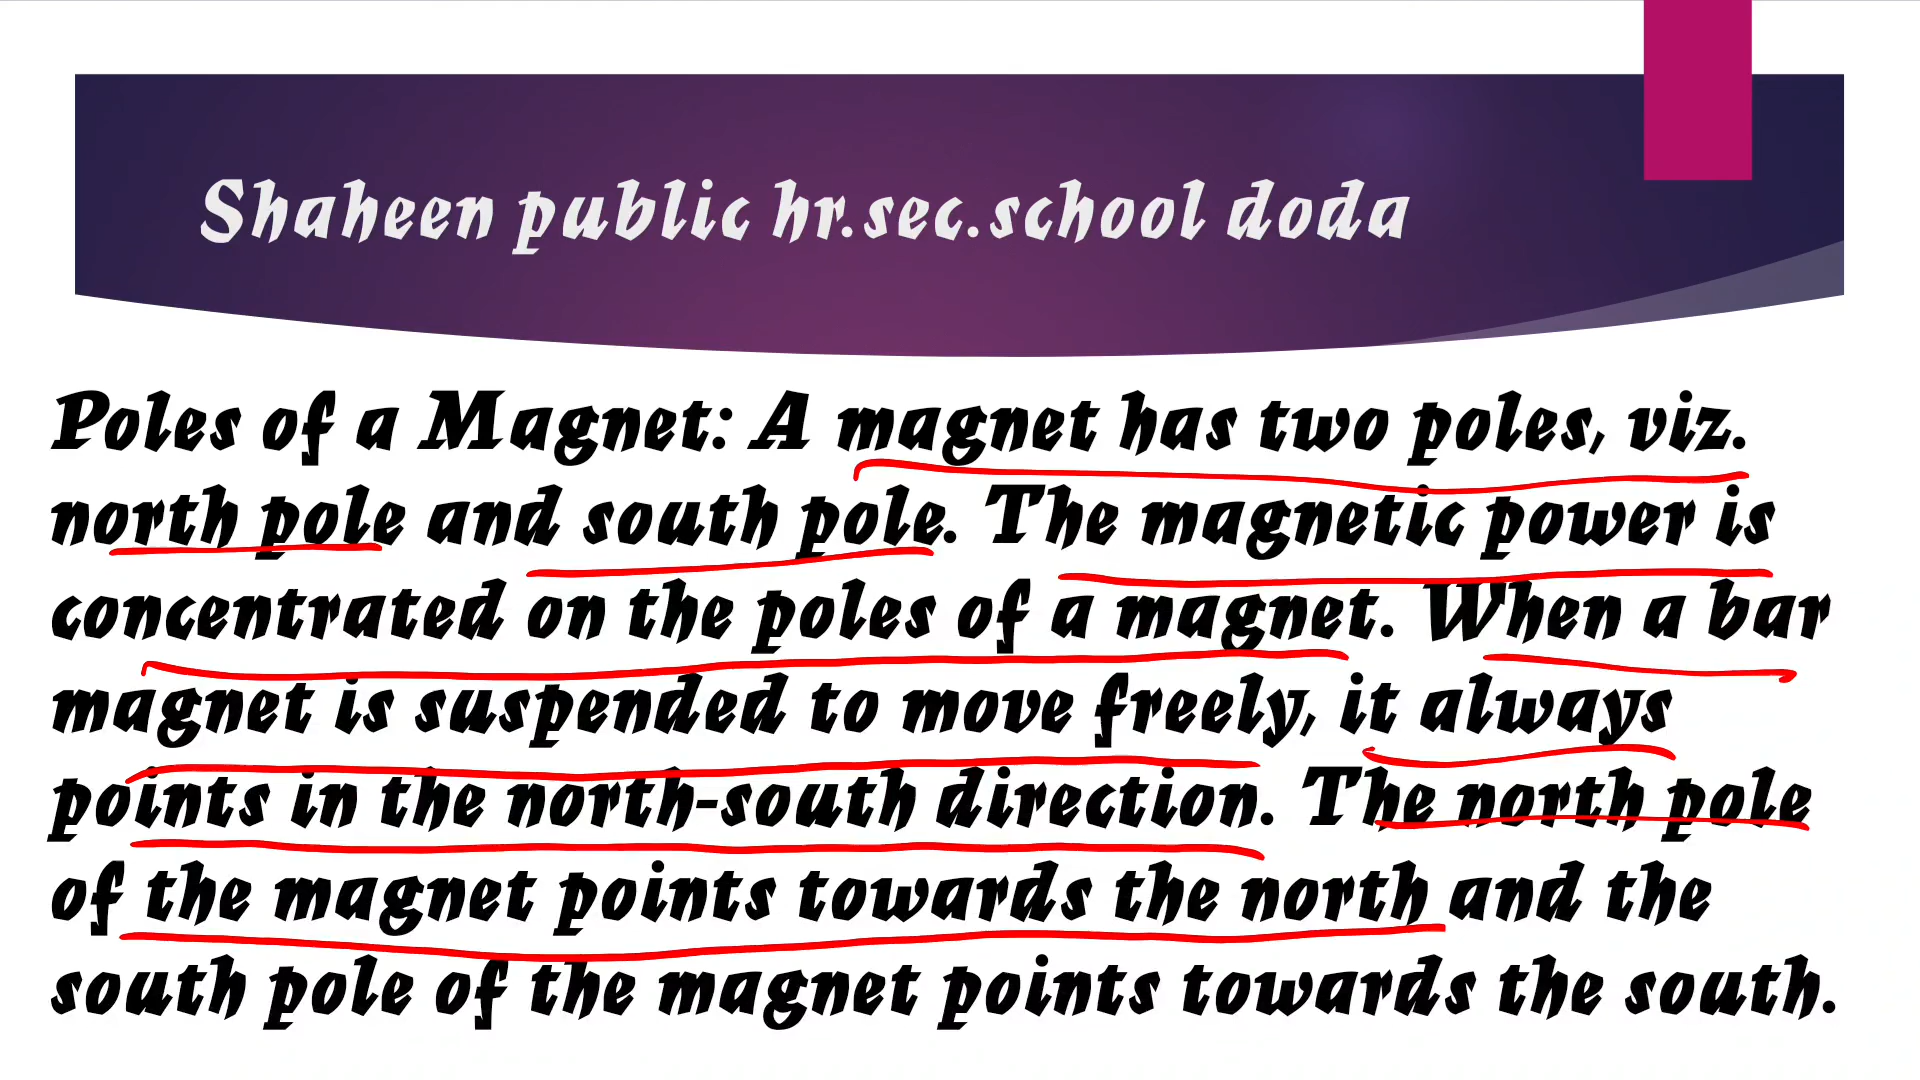 Shaheen public hr.sec.school doda
Poles of a Magnet: A magnet has two poles, viz.
north pole and south pole. The magnetic power is
concentrated on the poles of a magnet. When a bar
magnet is suspended to move freely, it always
points in the north-south direction. The north pole
of the magnet points towards the north and the
south pole of the magnet points towards the south.